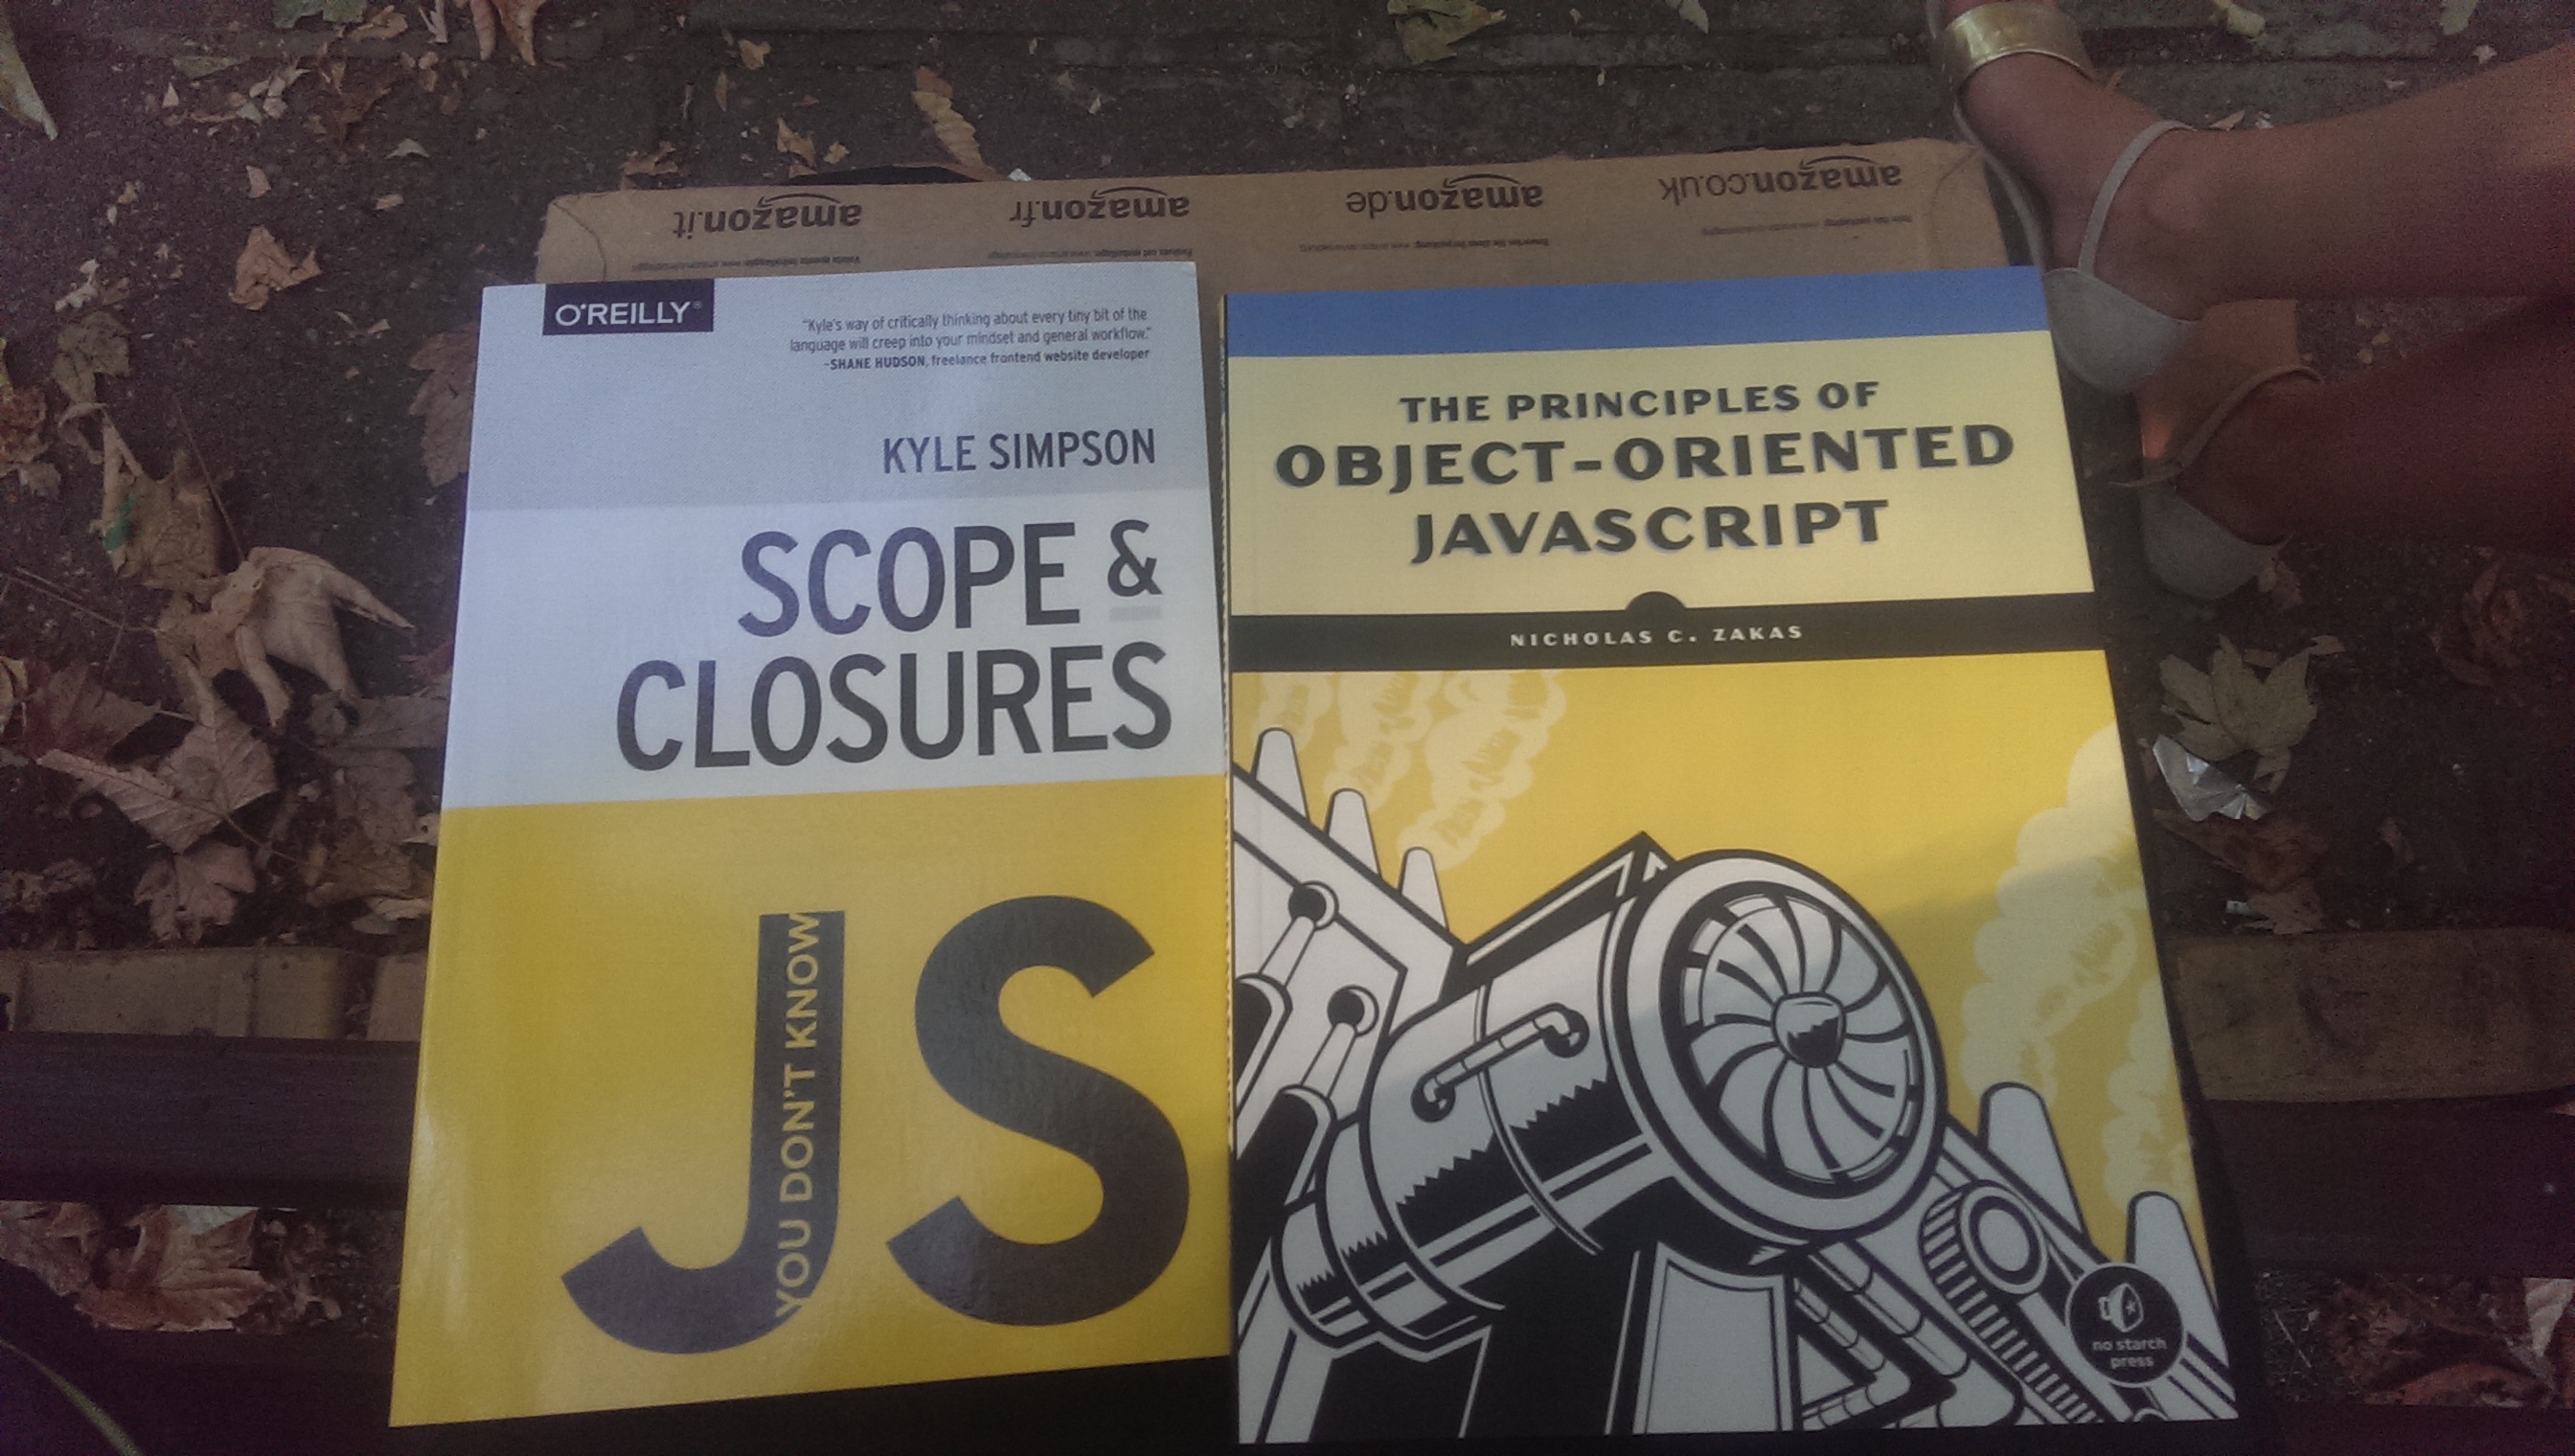 amazon.it
amazon.fr
amazon.de
amazon.co.uk
O'REILLY®
"Kyle's way of critically thinking about every tiny bit of the
language will creep into your mindset and general workflow."
–SHANE HUDSON, freelance frontend website developer
KYLE SIMPSON
SCOPE &
CLOSURES
YOU DON'T KNOW
JS
THE PRINCIPLES OF
OBJECT-ORIENTED
JAVASCRIPT
NICHOLAS C. ZAKAS
no starch
press